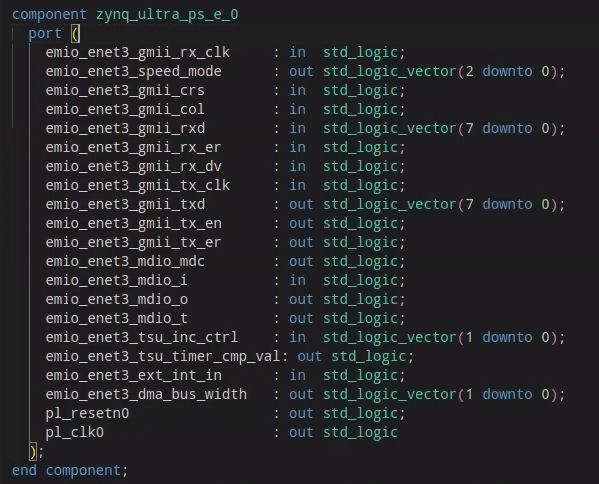 component zynq_ultra_ps_e_0
  port (
    emio_enet3_gmii_rx_clk     : in  std_logic;
    emio_enet3_speed_mode      : out std_logic_vector(2 downto 0);
    emio_enet3_gmii_crs        : in  std_logic;
    emio_enet3_gmii_col        : in  std_logic;
    emio_enet3_gmii_rxd        : in  std_logic_vector(7 downto 0);
    emio_enet3_gmii_rx_er      : in  std_logic;
    emio_enet3_gmii_rx_dv      : in  std_logic;
    emio_enet3_gmii_tx_clk     : in  std_logic;
    emio_enet3_gmii_txd        : out std_logic_vector(7 downto 0);
    emio_enet3_gmii_tx_en      : out std_logic;
    emio_enet3_gmii_tx_er      : out std_logic;
    emio_enet3_mdio_mdc        : out std_logic;
    emio_enet3_mdio_i          : in  std_logic;
    emio_enet3_mdio_o          : out std_logic;
    emio_enet3_mdio_t          : out std_logic;
    emio_enet3_tsu_inc_ctrl    : in  std_logic_vector(1 downto 0);
    emio_enet3_tsu_timer_cmp_val: out std_logic;
    emio_enet3_ext_int_in      : in  std_logic;
    emio_enet3_dma_bus_width   : out std_logic_vector(1 downto 0);
    pl_resetn0                 : out std_logic;
    pl_clk0                    : out std_logic
  );
end component;